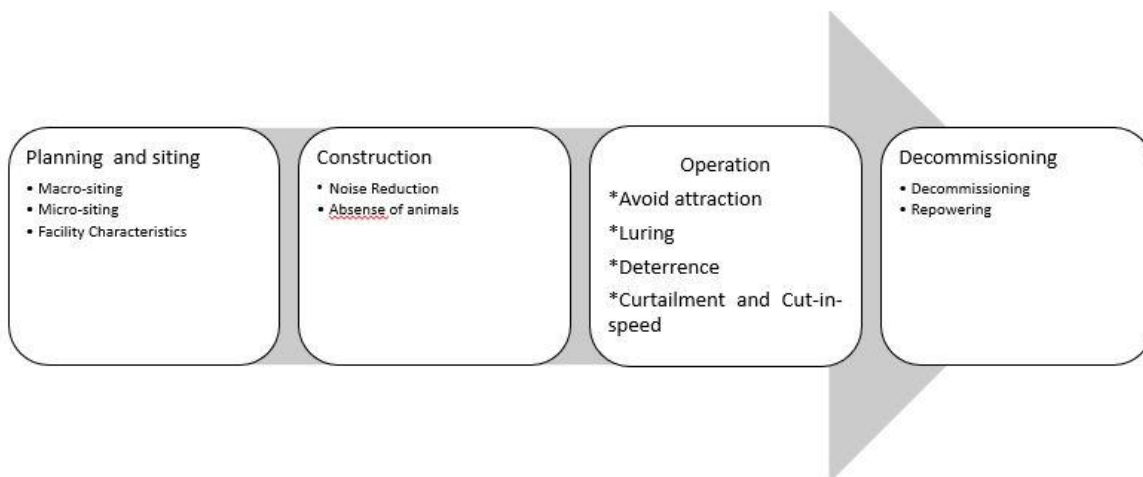 Planning and siting
• Macro-siting
• Micro-siting
• Facility Characteristics
Construction
• Noise Reduction
• Absense of animals
Operation
*Avoid attraction
*Luring
*Deterrence
*Curtailment and Cut-in-
speed
Decommissioning
• Decommissioning
• Repowering